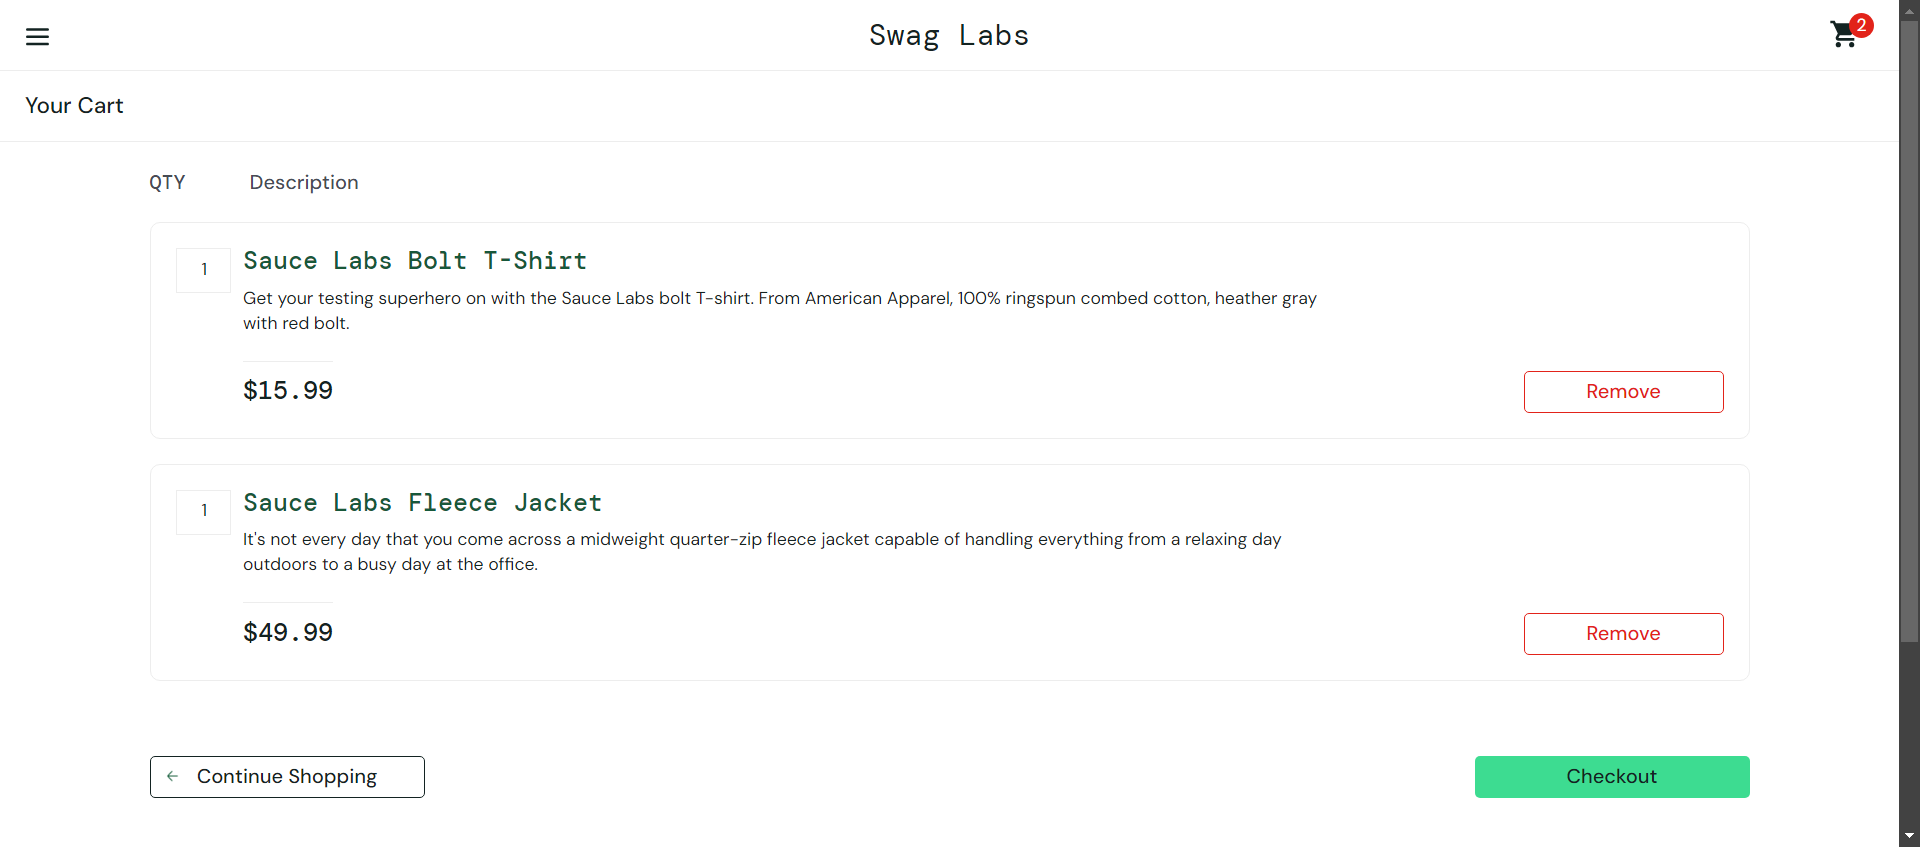 Swag Labs
2
Your Cart
QTY Description
1
Sauce Labs Bolt T-Shirt
Get your testing superhero on with the Sauce Labs bolt T-shirt. From American Apparel, 100% ringspun combed cotton, heather gray
with red bolt.
$15.99
Remove
1
Sauce Labs Fleece Jacket
It's not every day that you come across a midweight quarter-zip fleece jacket capable of handling everything from a relaxing day
outdoors to a busy day at the office.
$49.99
Remove
Continue Shopping
Checkout